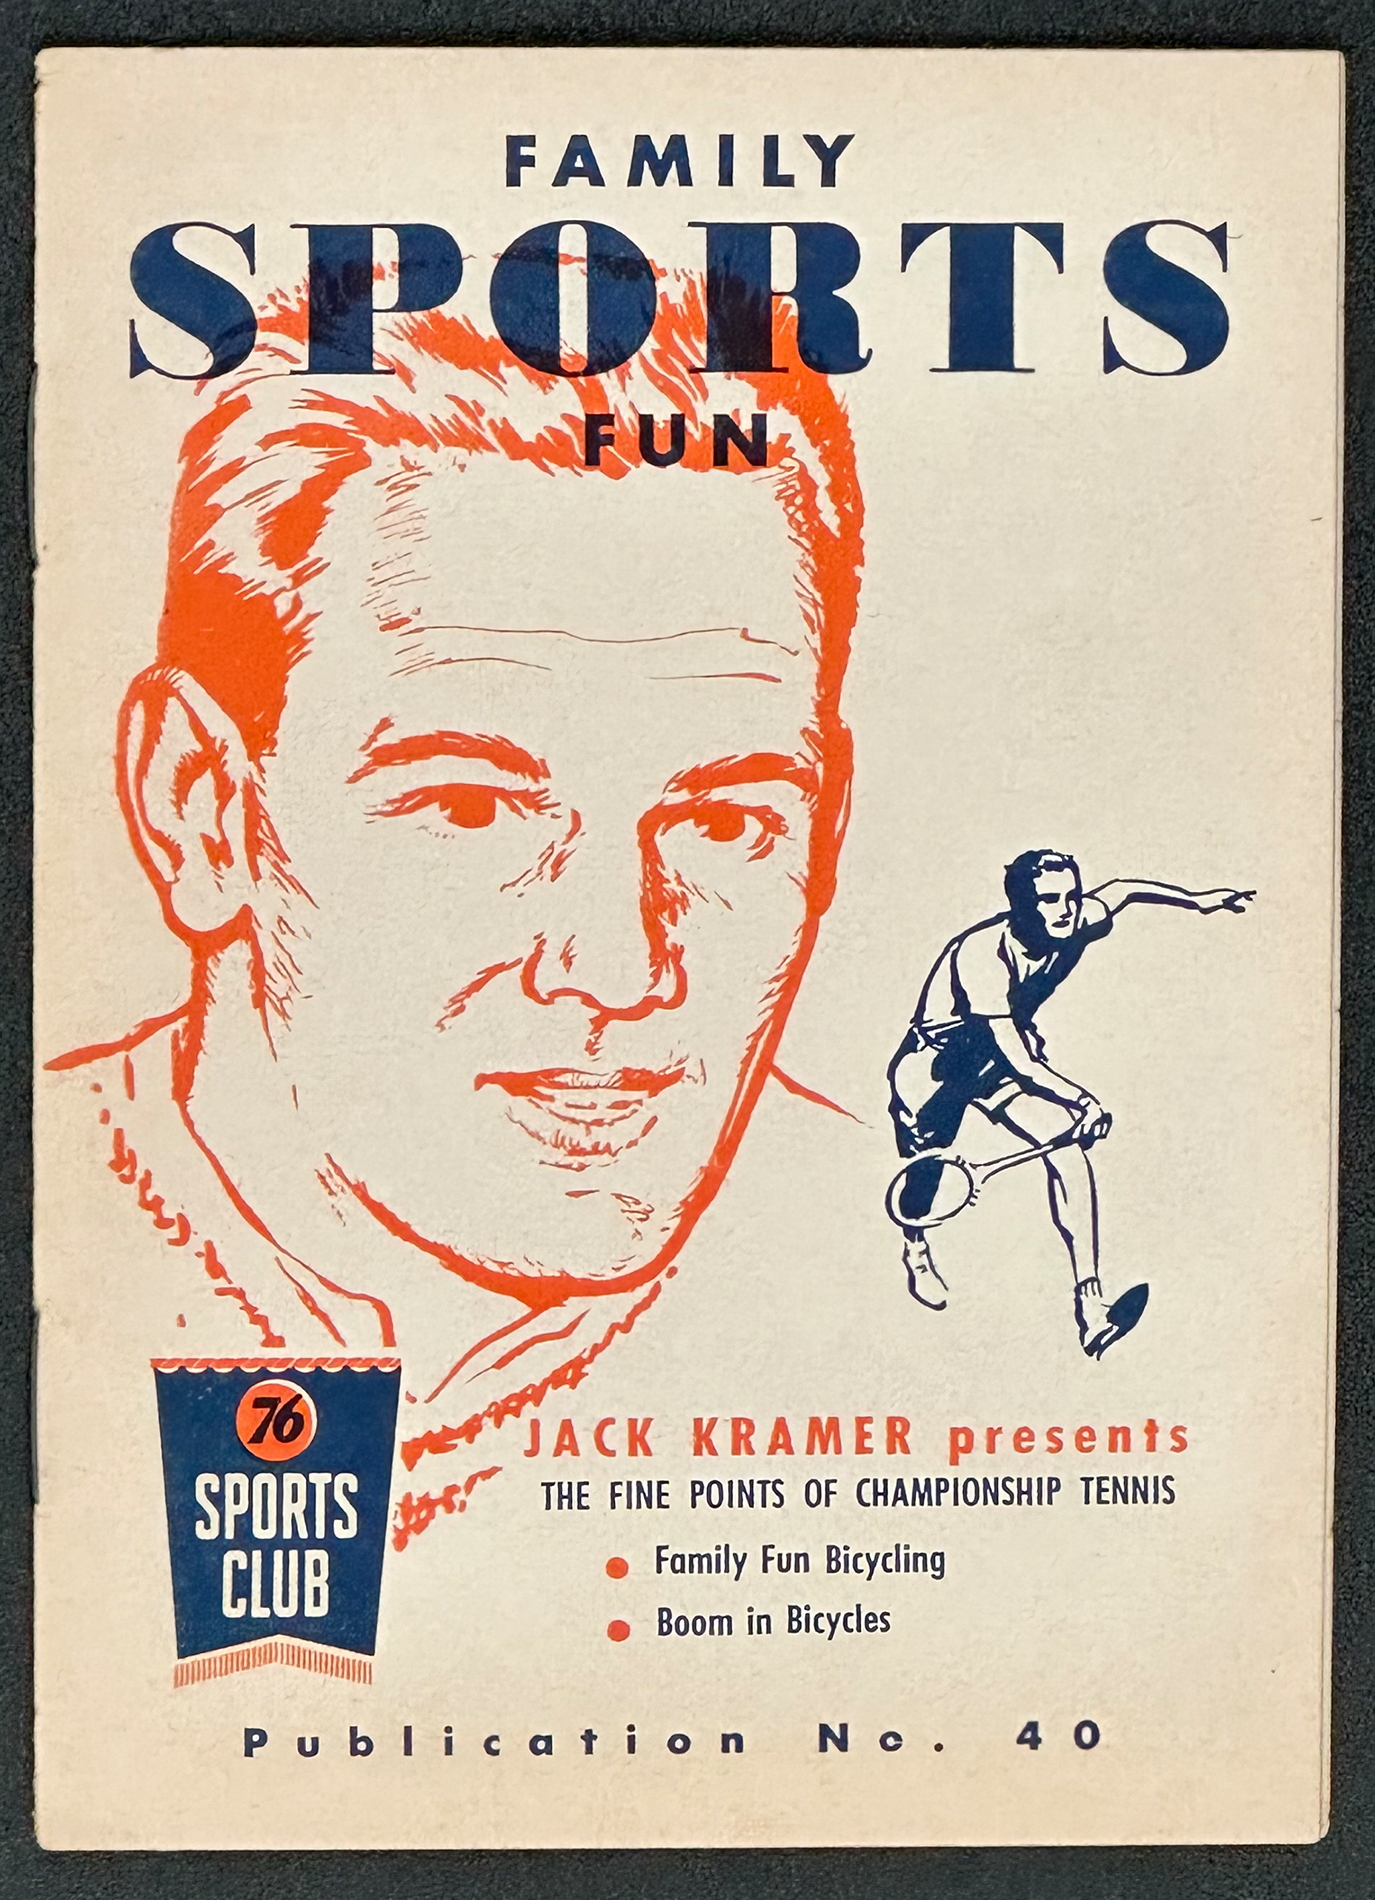 FAMILY
SPORTS
FUN
JACK KRAMER presents
THE FINE POINTS OF CHAMPIONSHIP TENNIS
• Family Fun Bicycling
• Boom in Bicycles
76
SPORTS
CLUB
Publication No. 40